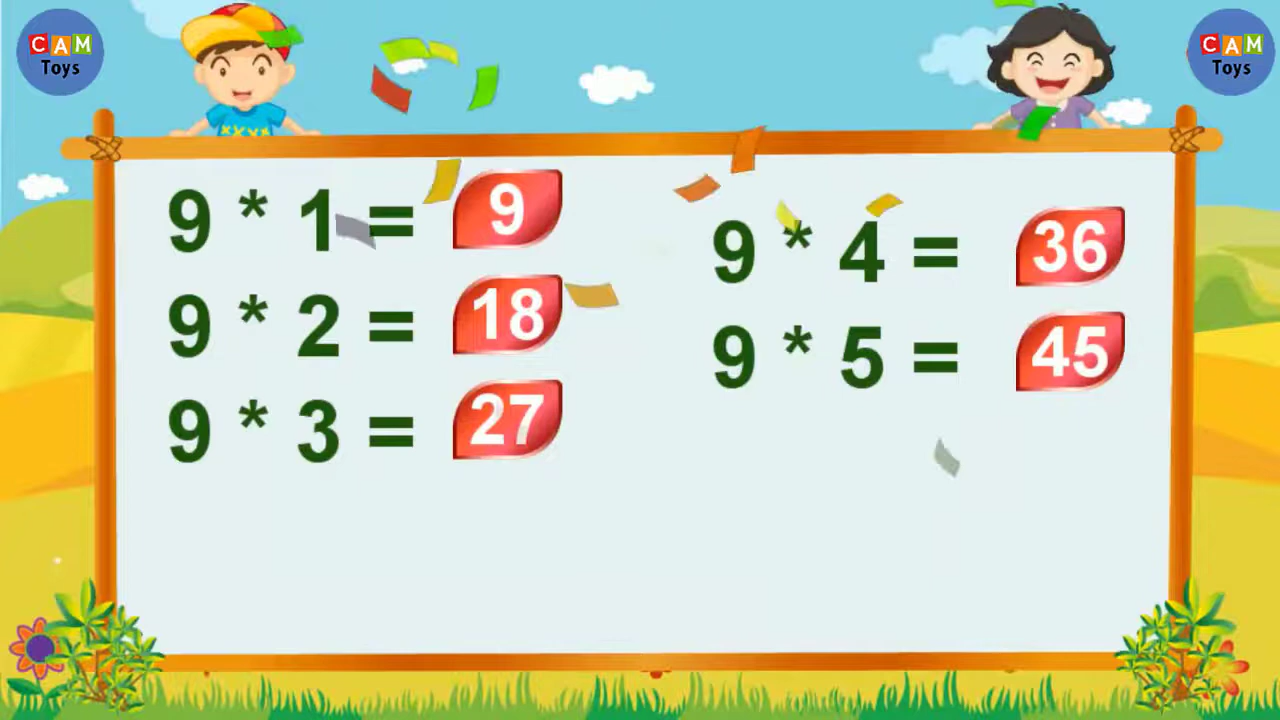 CAM
Toys
CAM
Toys
9 * 1 = 9
9 * 2 = 18
9 * 3 = 27
9 * 4 = 36
9 * 5 = 45